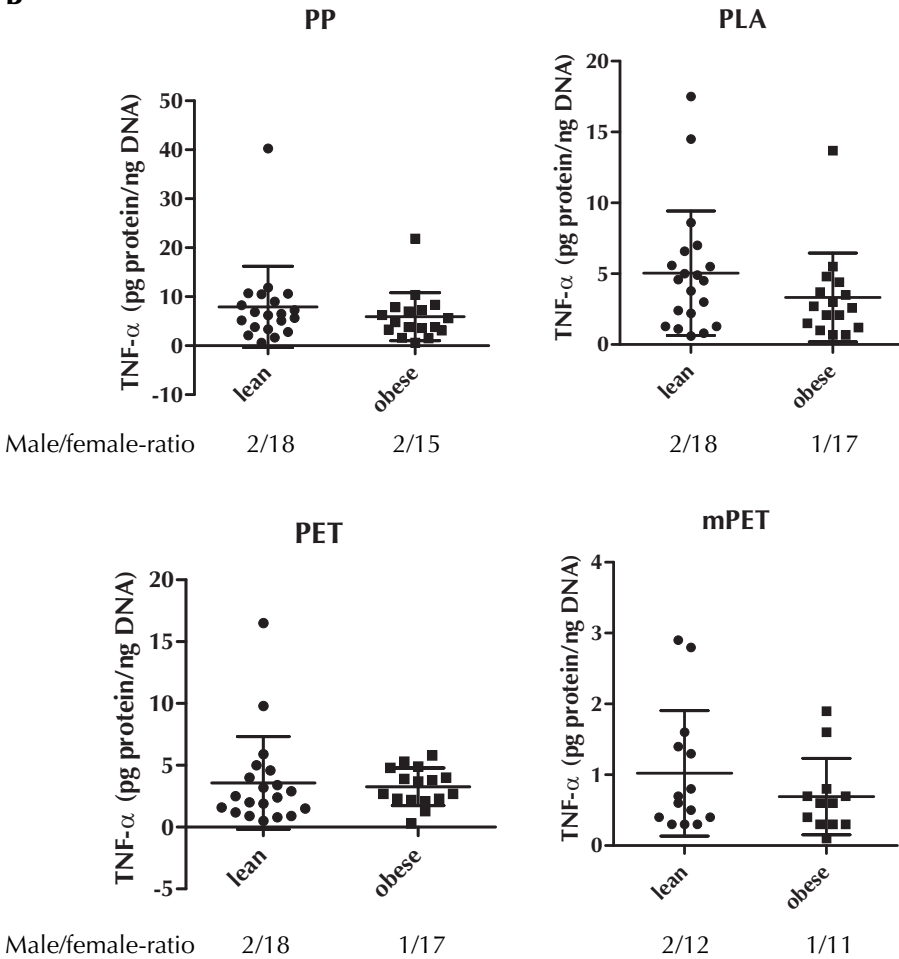 PP
PLA
TNF-α (pg protein/ng DNA)
50
40
30
20
10
0
-10
lean
obese
TNF-α (pg protein/ng DNA)
20
15
10
5
0
lean
obese
Male/female-ratio 2/18 2/15 2/18 1/17
PET
mPET
TNF-α (pg protein/ng DNA)
20
15
10
5
0
-5
lean
obese
TNF-α (pg protein/ng DNA)
4
3
2
1
0
lean
obese
Male/female-ratio 2/18 1/17 2/12 1/11